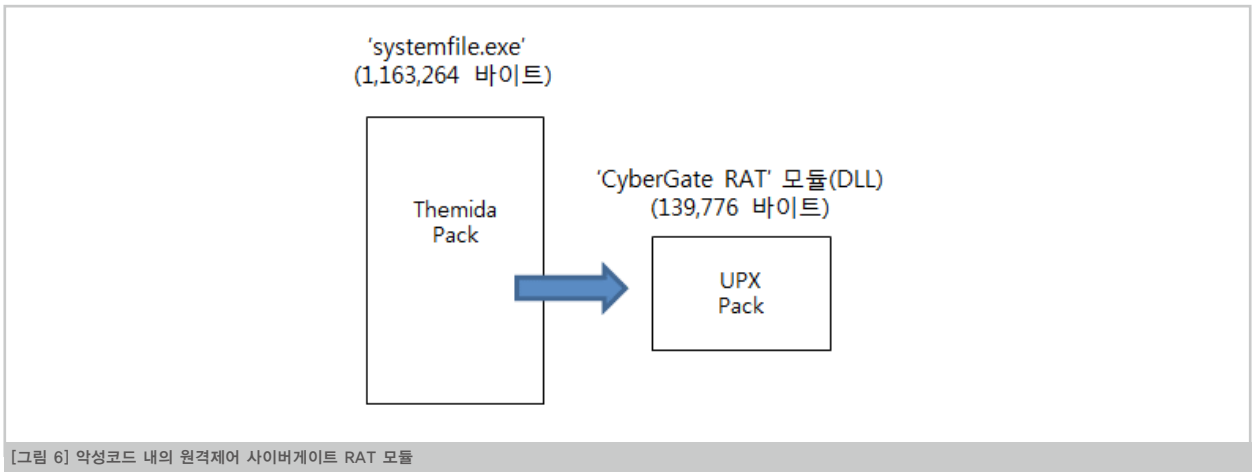 'systemfile.exe'
(1,163,264 바이트)
'CyberGate RAT' 모듈(DLL)
(139,776 바이트)
Themida
Pack
UPX
Pack
[그림 6] 악성코드 내의 원격제어 사이버게이트 RAT 모듈